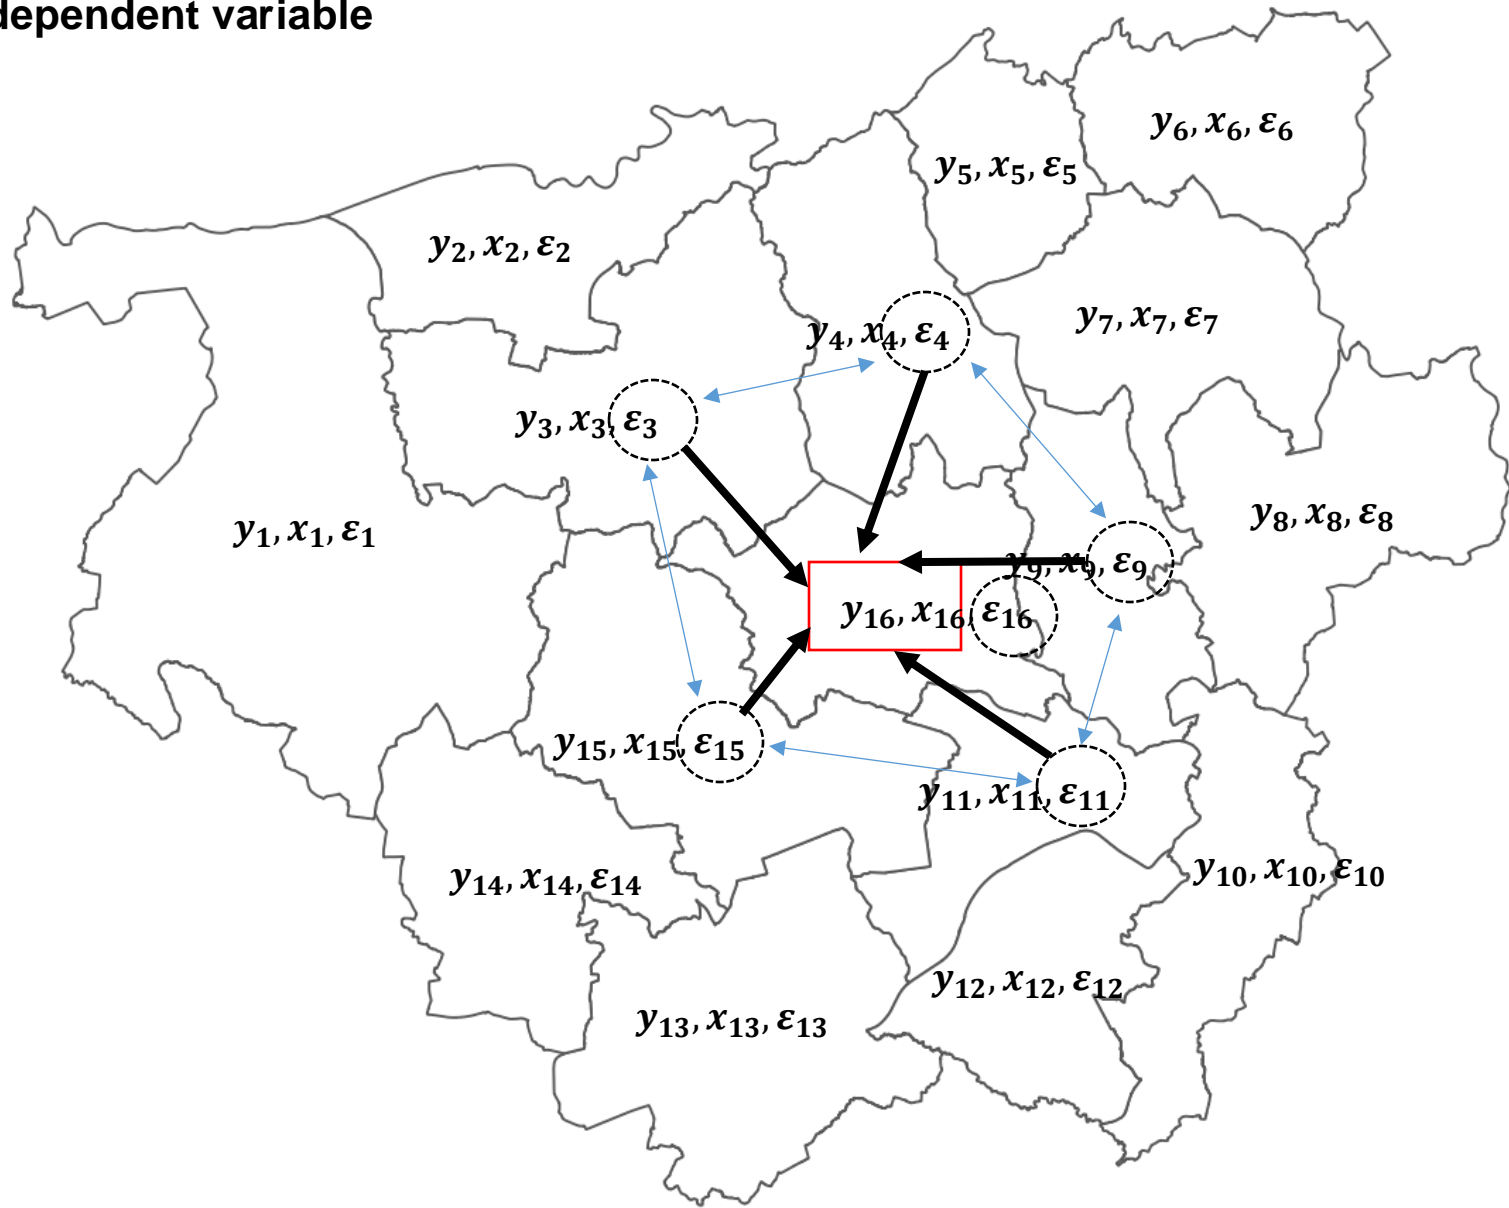 dependent variable
y₆, x₆, ε₆
y₅, x₅, ε₅
y₂, x₂, ε₂
y₇, x₇, ε₇
y₄, x₄, ε₄
y₃, x₃, ε₃
y₈, x₈, ε₈
y₁, x₁, ε₁
y₉, x₉, ε₉
y₁₆, x₁₆, ε₁₆
y₁₅, x₁₅, ε₁₅
y₁₁, x₁₁, ε₁₁
y₁₀, x₁₀, ε₁₀
y₁₄, x₁₄, ε₁₄
y₁₂, x₁₂, ε₁₂
y₁₃, x₁₃, ε₁₃